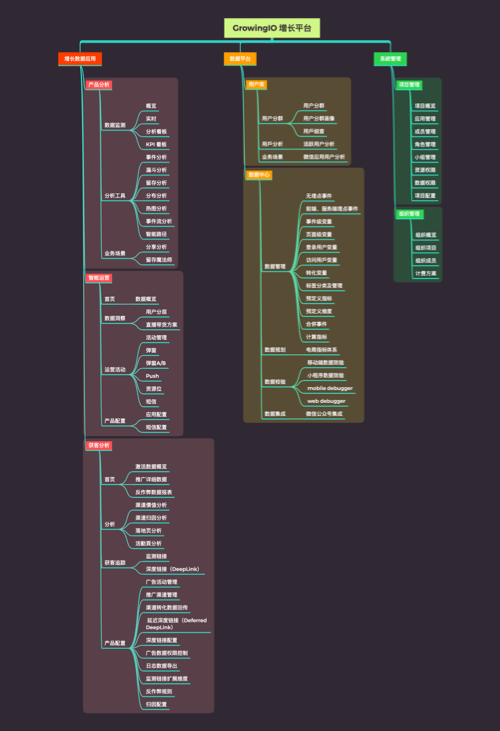 GrowingIO 增长平台
增长数据应用
产品分析
数据监测
概览
实时
分析看板
KPI 看板
分析工具
事件分析
漏斗分析
留存分析
分布分析
热图分析
事件流分析
智能路径
业务场景
分享分析
留存魔法师
智能运营
首页
数据概览
数据洞察
用户分层
直播带货方案
运营活动
活动管理
弹窗
弹窗A/B
Push
资源位
短信
产品配置
应用配置
短信配置
获客分析
首页
激活数据概览
推广详细数据
反作弊数据报表
分析
渠道价值分析
渠道归因分析
落地页分析
活動頁分析
获客追踪
监测链接
深度链接（DeepLink）
产品配置
广告活动管理
推广渠道管理
渠道转化数据回传
延迟深度链接（Deferred
DeepLink）
深度链接配置
广告数据权限控制
日志数据导出
监测链接扩展维度
反作弊规则
归因配置
数据平台
用户库
用户分群
用户分群
用户分群画像
用戶細查
用戶分析
活跃用户分析
业务场景
微信应用用户分析
数据中心
数据管理
无埋点事件
前端、服务端埋点事件
事件级变量
页面级变量
登录用户变量
访问用戶变量
转化变量
标签分类及管理
预定义指标
预定义维度
合併事件
计算指标
数据规划
电商指标体系
数据校验
移动端数据校验
小程序数据校验
mobile debugger
web debugger
数据集成
微信公众号集成
系統管理
项目管理
项目概览
应用管理
成员管理
角色管理
小组管理
资源权限
数据权限
项目配置
组织管理
组织概览
组织项目
组织成员
计费方案